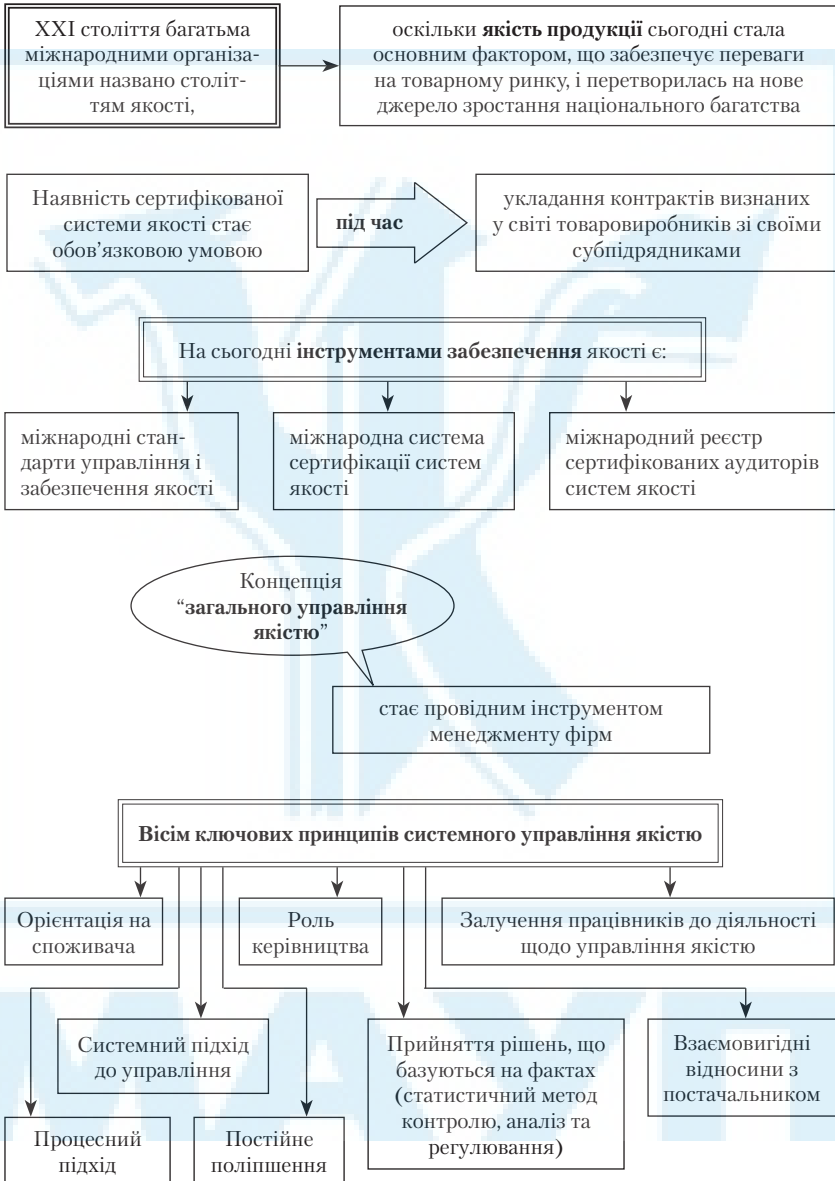 XXI століття багатьма
міжнародними організа-
ціями названо століт-
тям якості,
оскільки якість продукції сьогодні стала
основним фактором, що забезпечує переваги
на товарному ринку, і перетворилась на нове
джерело зростання національного багатства
Наявність сертифікованої
системи якості стає
обов’язковою умовою
під час
укладання контрактів визнаних
у світі товаровиробників зі своїми
субпідрядниками
На сьогодні інструментами забезпечення якості є:
міжнародні стан-
дарти управління і
забезпечення якості
міжнародна система
сертифікації систем
якості
міжнародний реєстр
сертифікованих аудиторів
систем якості
Концепція
“загального управління
якістю”
стає провідним інструментом
менеджменту фірм
Вісім ключових принципів системного управління якістю
Орієнтація на
споживача
Роль
керівництва
Залучення працівників до діяльності
щодо управління якістю
Системний підхід
до управління
Прийняття рішень, що
базуються на фактах
(статистичний метод
контролю, аналіз та
регулювання)
Взаємовигідні
відносини з
постачальником
Процесний
підхід
Постійне
поліпшення
МАУП